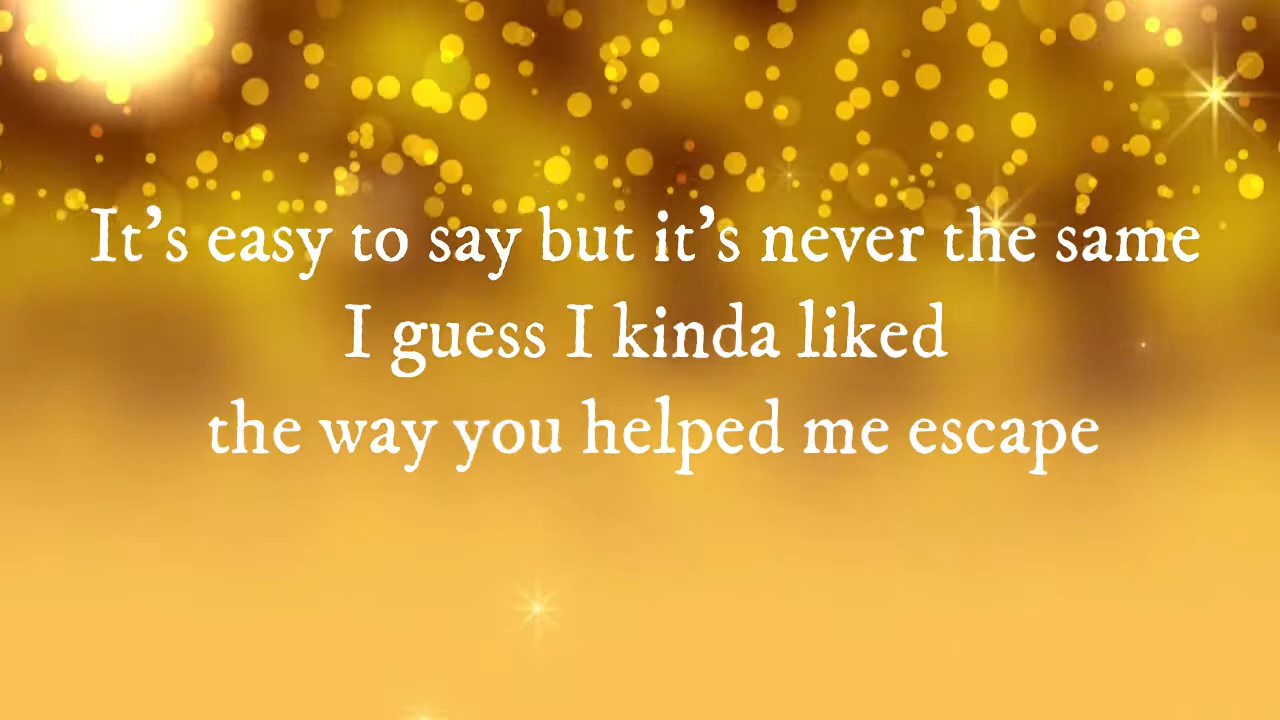 It’s easy to say but it’s never the same
I guess I kinda liked
the way you helped me escape